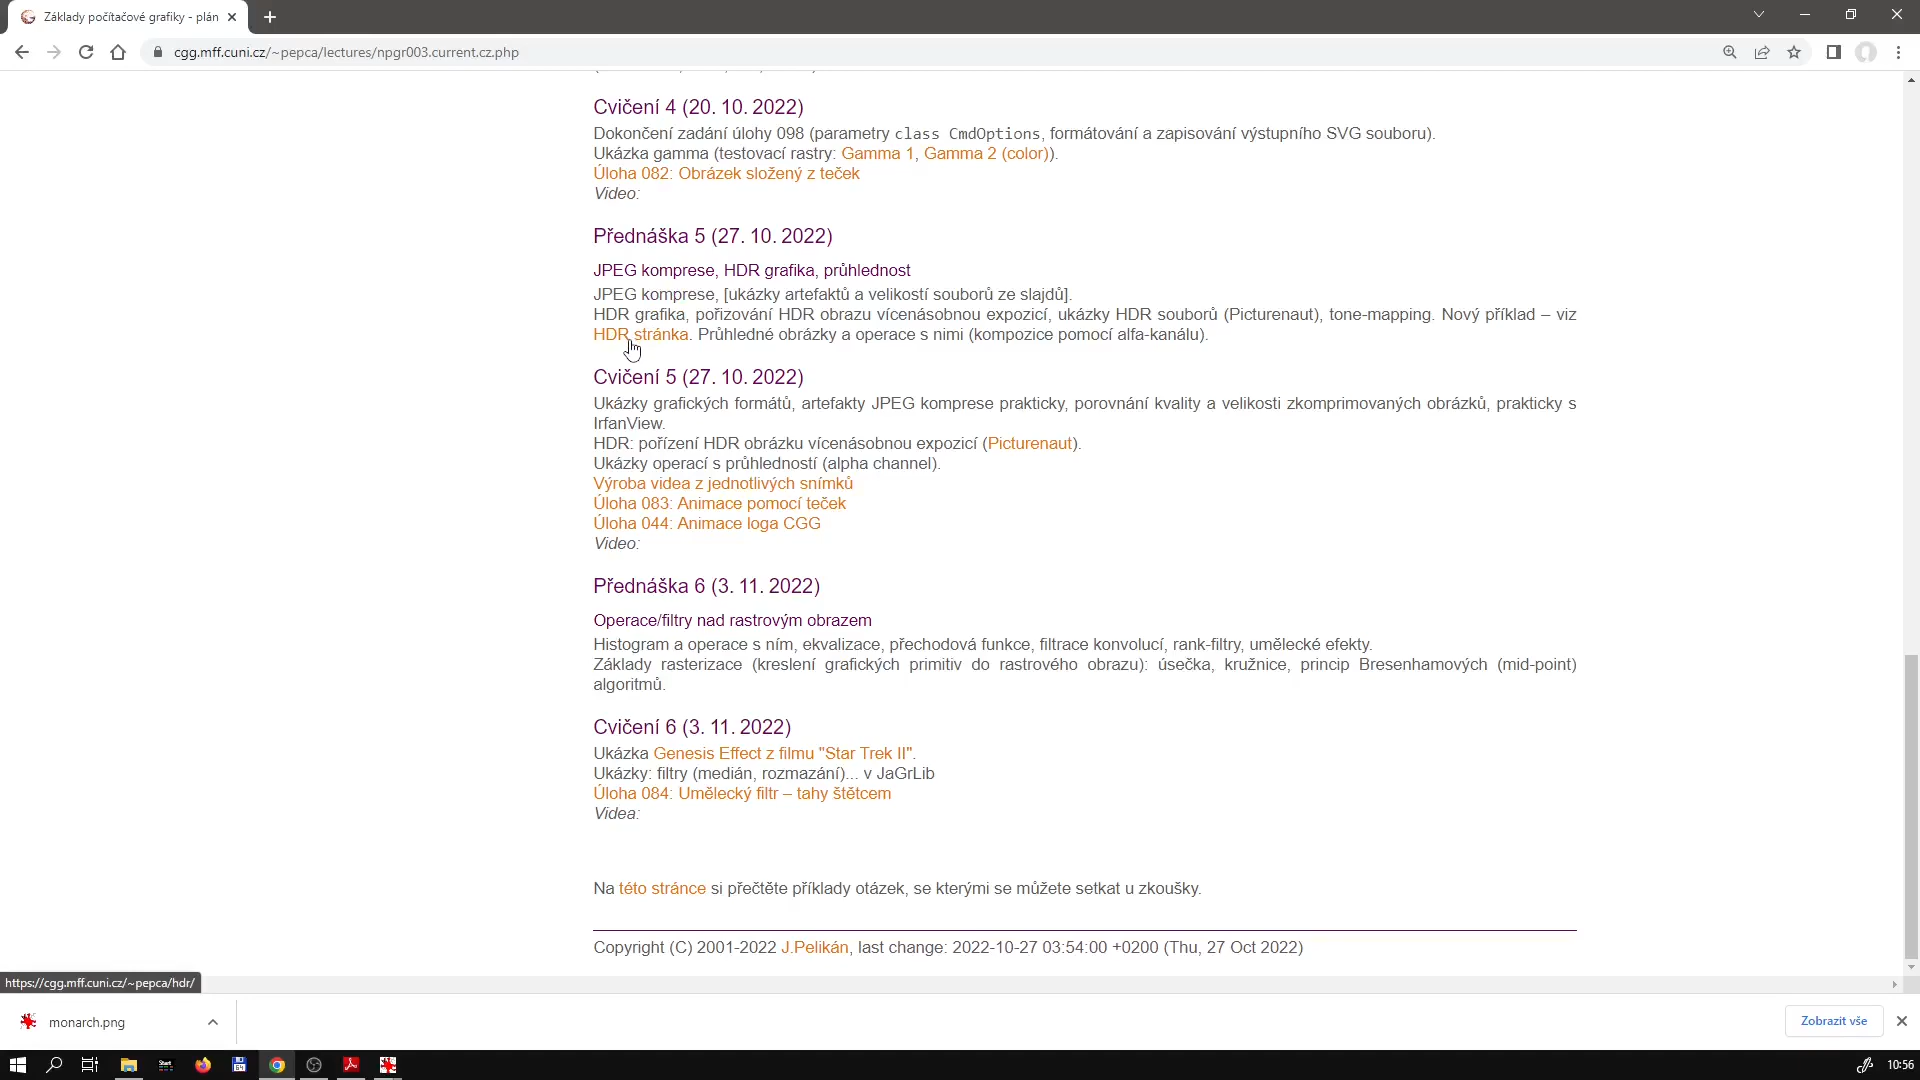 Základy počítačové grafiky - plán
cgg.mff.cuni.cz/~pepca/lectures/npgr003.current.cz.php
Cvičení 4 (20. 10. 2022)
Dokončení zadání úlohy 098 (parametry class CmdOptions, formátování a zapisování výstupního SVG souboru).
Ukázka gamma (testovací rastry: Gamma 1, Gamma 2 (color)).
Úloha 082: Obrázek složený z teček
Video:
Přednáška 5 (27. 10. 2022)
JPEG komprese, HDR grafika, průhlednost
JPEG komprese, [ukázky artefaktů a velikostí souborů ze slajdů].
HDR grafika, pořizování HDR obrazu vícenásobnou expozicí, ukázky HDR souborů (Picturenaut), tone-mapping. Nový příklad – viz
HDR stránka. Průhledné obrázky a operace s nimi (kompozice pomocí alfa-kanálu).
Cvičení 5 (27. 10. 2022)
Ukázky grafických formátů, artefakty JPEG komprese prakticky, porovnání kvality a velikosti zkomprimovaných obrázků, prakticky s
IrfanView.
HDR: pořízení HDR obrázku vícenásobnou expozicí (Picturenaut).
Ukázky operací s průhledností (alpha channel).
Výroba videa z jednotlivých snímků
Úloha 083: Animace pomocí teček
Úloha 044: Animace loga CGG
Video:
Přednáška 6 (3. 11. 2022)
Operace/filtry nad rastrovým obrazem
Histogram a operace s ním, ekvalizace, přechodová funkce, filtrace konvolucí, rank-filtry, umělecké efekty.
Základy rasterizace (kreslení grafických primitiv do rastrového obrazu): úsečka, kružnice, princip Bresenhamových (mid-point)
algoritmů.
Cvičení 6 (3. 11. 2022)
Ukázka Genesis Effect z filmu "Star Trek II".
Ukázky: filtry (medián, rozmazání)... v JaGrLib
Úloha 084: Umělecký filtr – tahy štětcem
Videa:
Na této stránce si přečtěte příklady otázek, se kterými se můžete setkat u zkoušky.
Copyright (C) 2001-2022 J.Pelikán, last change: 2022-10-27 03:54:00 +0200 (Thu, 27 Oct 2022)
https://cgg.mff.cuni.cz/~pepca/hdr/
monarch.png
Zobrazit vše
Start
10:56